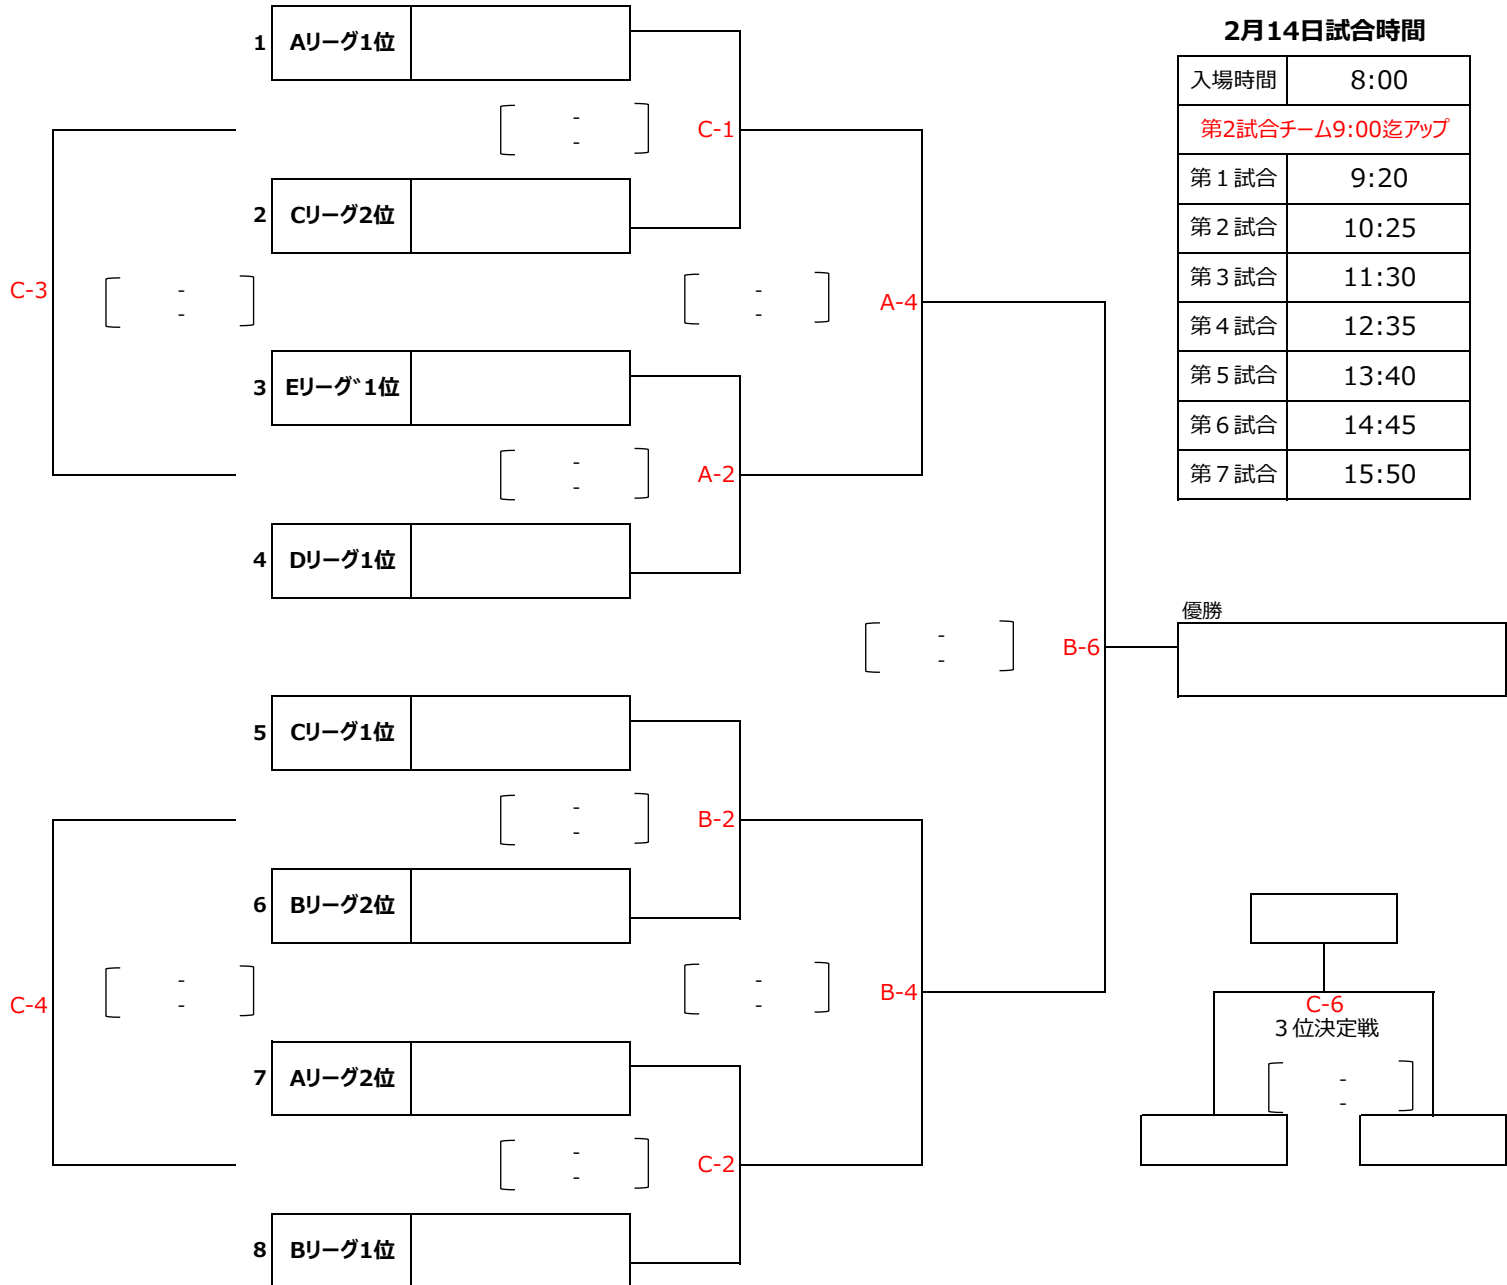 2月14日試合時間
入場時間 8:00
第2試合チーム9:00迄アップ
第１試合 9:20
第２試合 10:25
第３試合 11:30
第４試合 12:35
第５試合 13:40
第６試合 14:45
第７試合 15:50
1 Aリーグ1位
- 
-
C-1
2 Cリーグ2位
C-3
-
-
-
-
A-4
3 Eリーグ゛1位
-
-
A-2
4 Dリーグ1位
優勝
-
-
B-6
5 Cリーグ1位
-
-
B-2
6 Bリーグ2位
C-4
-
-
-
-
B-4
7 Aリーグ2位
-
-
C-2
8 Bリーグ1位
C-6
３位決定戦
-
-